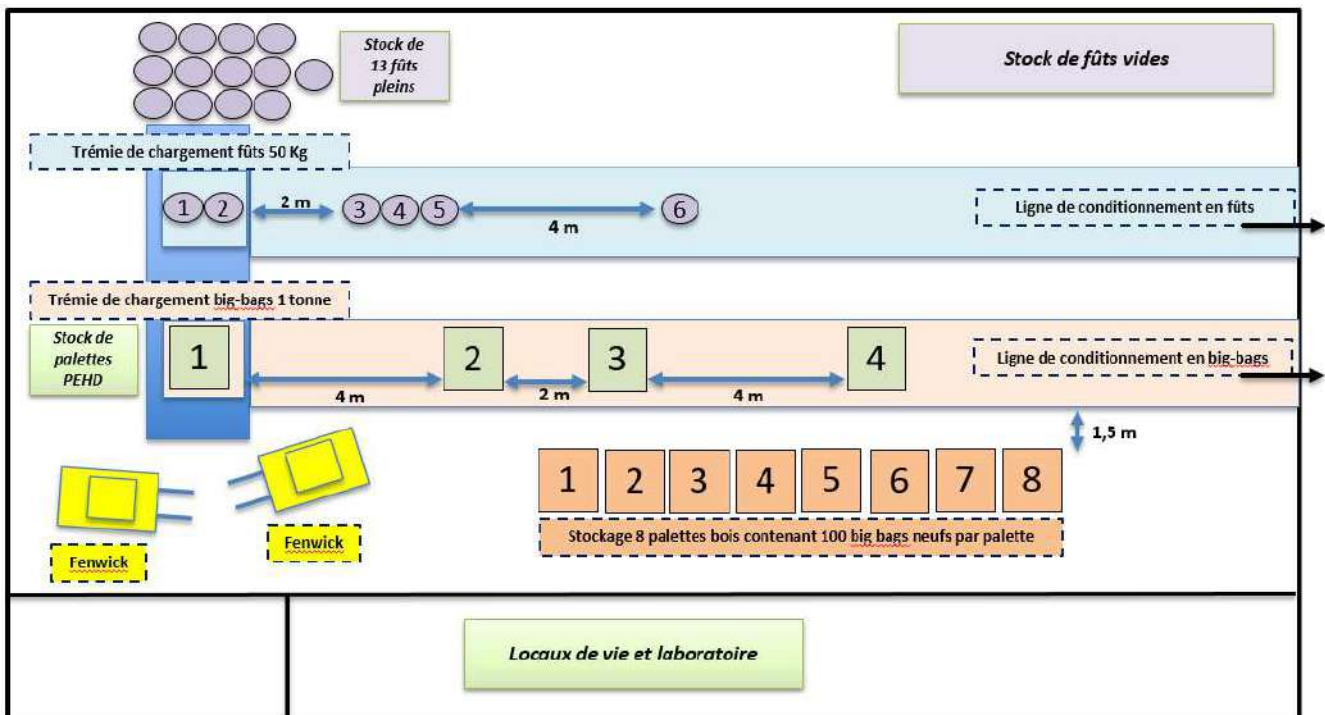 Stock de
13 fûts
pleins
Stock de fûts vides
Trémie de chargement fûts 50 Kg
1 2
2 m
3 4 5
4 m
6
Ligne de conditionnement en fûts
Trémie de chargement big-bags 1 tonne
Stock de
palettes
PEHD
1
4 m
2
2 m
3
4 m
4
Ligne de conditionnement en big-bags
1,5 m
1 2 3 4 5 6 7 8
Stockage 8 palettes bois contenant 100 big bags neufs par palette
Fenwick
Fenwick
Locaux de vie et laboratoire